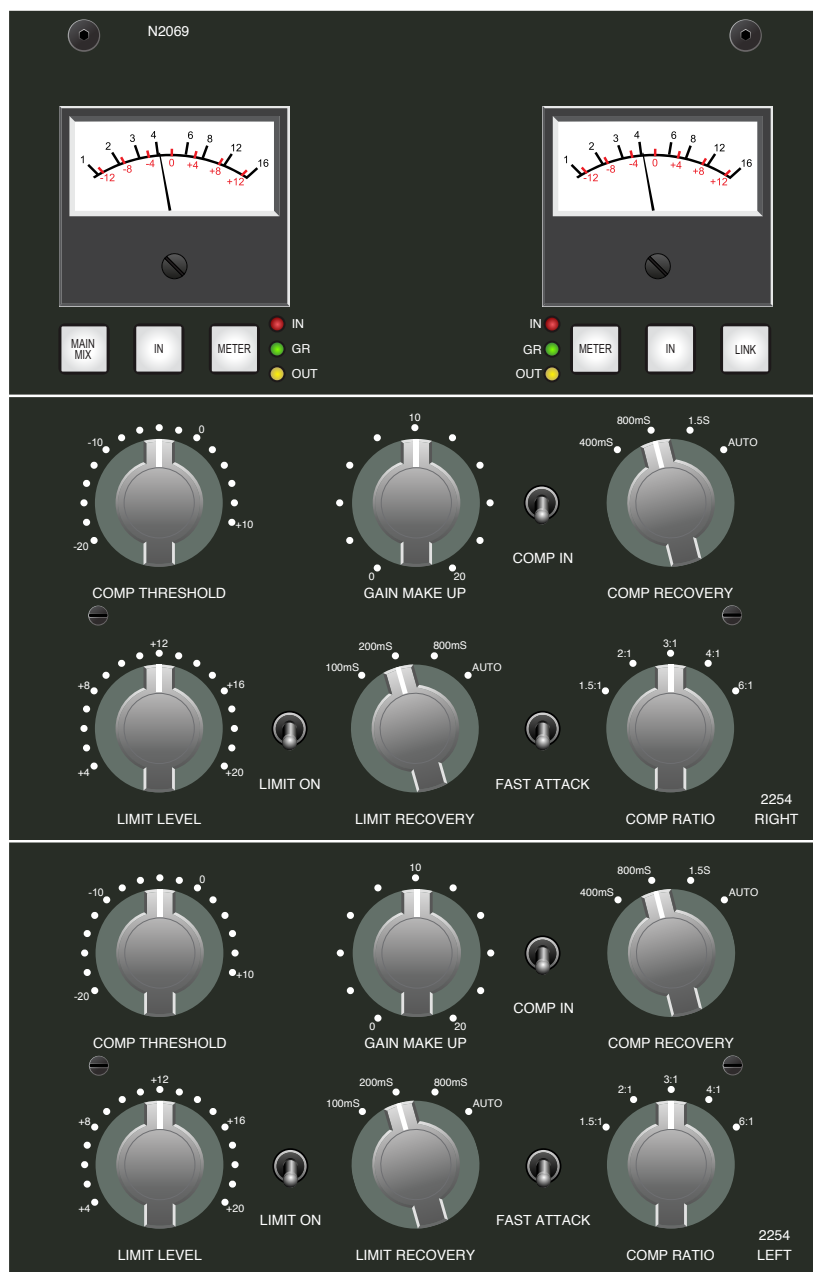 N2069
1 2 3 4 6 8 12 16
-12 -8 -4 0 +4 +8 +12
1 2 3 4 6 8 12 16
-12 -8 -4 0 +4 +8 +12
MAIN
MIX
IN
METER
IN
GR
OUT
IN
GR
OUT
METER
IN
LINK
-20
-10
0
+10
COMP THRESHOLD
0
10
20
GAIN MAKE UP
COMP IN
400mS
800mS
1.5S
AUTO
COMP RECOVERY
+4
+8
+12
+16
+20
LIMIT LEVEL
LIMIT ON
100mS
200mS
800mS
AUTO
LIMIT RECOVERY
FAST ATTACK
1.5:1
2:1
3:1
4:1
6:1
COMP RATIO
2254
RIGHT
-20
-10
0
+10
COMP THRESHOLD
0
10
20
GAIN MAKE UP
COMP IN
400mS
800mS
1.5S
AUTO
COMP RECOVERY
+4
+8
+12
+16
+20
LIMIT LEVEL
LIMIT ON
100mS
200mS
800mS
AUTO
LIMIT RECOVERY
FAST ATTACK
1.5:1
2:1
3:1
4:1
6:1
COMP RATIO
2254
LEFT